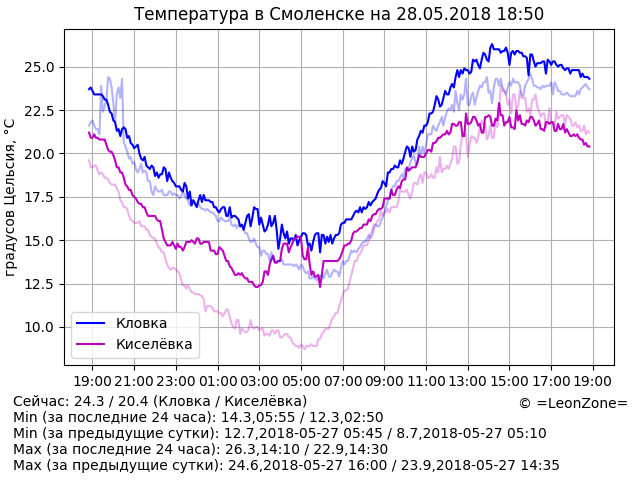 Температура в Смоленске на 28.05.2018 18:50
градусов Цельсия, °C
25.0
22.5
20.0
17.5
15.0
12.5
10.0
Кловка
Киселёвка
19:00 21:00 23:00 01:00 03:00 05:00 07:00 09:00 11:00 13:00 15:00 17:00 19:00
Сейчас: 24.3 / 20.4 (Кловка / Киселёвка)
© =LeonZone=
Min (за последние 24 часа): 14.3,05:55 / 12.3,02:50
Min (за предыдущие сутки): 12.7,2018-05-27 05:45 / 8.7,2018-05-27 05:10
Max (за последние 24 часа): 26.3,14:10 / 22.9,14:30
Max (за предыдущие сутки): 24.6,2018-05-27 16:00 / 23.9,2018-05-27 14:35